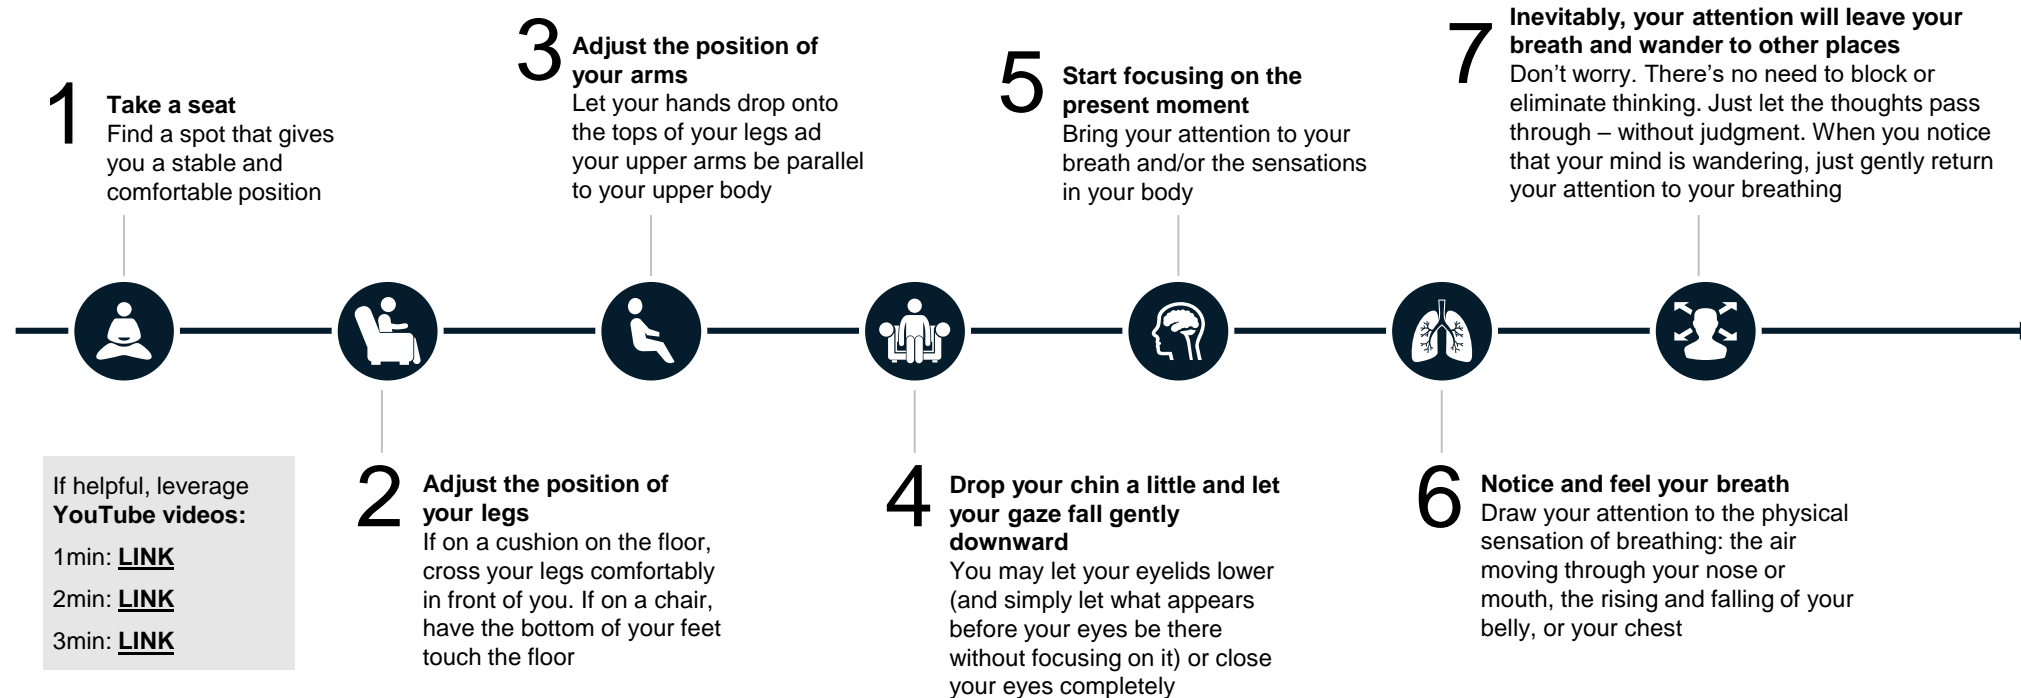 1
Take a seat
Find a spot that gives
you a stable and
comfortable position
2
Adjust the position of
your legs
If on a cushion on the floor,
cross your legs comfortably
in front of you. If on a chair,
have the bottom of your feet
touch the floor
3
Adjust the position of
your arms
Let your hands drop onto
the tops of your legs ad
your upper arms be parallel
to your upper body
4
Drop your chin a little and let
your gaze fall gently
downward
You may let your eyelids lower
(and simply let what appears
before your eyes be there
without focusing on it) or close
your eyes completely
5
Start focusing on the
present moment
Bring your attention to your
breath and/or the sensations
in your body
6
Notice and feel your breath
Draw your attention to the physical
sensation of breathing: the air
moving through your nose or
mouth, the rising and falling of your
belly, or your chest
7
Inevitably, your attention will leave your
breath and wander to other places
Don’t worry. There’s no need to block or
eliminate thinking. Just let the thoughts pass
through – without judgment. When you notice
that your mind is wandering, just gently return
your attention to your breathing
If helpful, leverage
YouTube videos:
1min: LINK
2min: LINK
3min: LINK